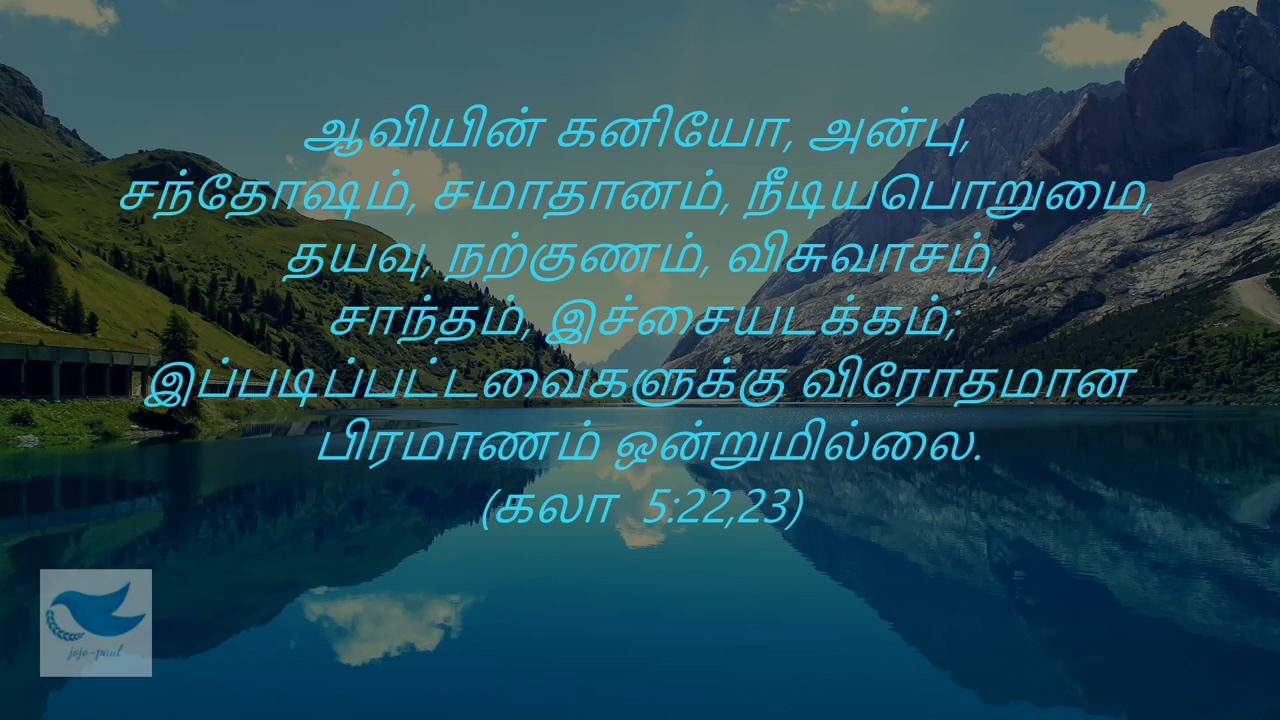 ஆவியின் கனியோ, அன்பு,
சந்தோஷம், சமாதானம், நீடியபொறுமை,
தயவு, நற்குணம், விசுவாசம்,
சாந்தம், இச்சையடக்கம்;
இப்படிப்பட்டவைகளுக்கு விரோதமான
பிரமாணம் ஒன்றுமில்லை.
(கலா 5:22,23)
jojo-paul